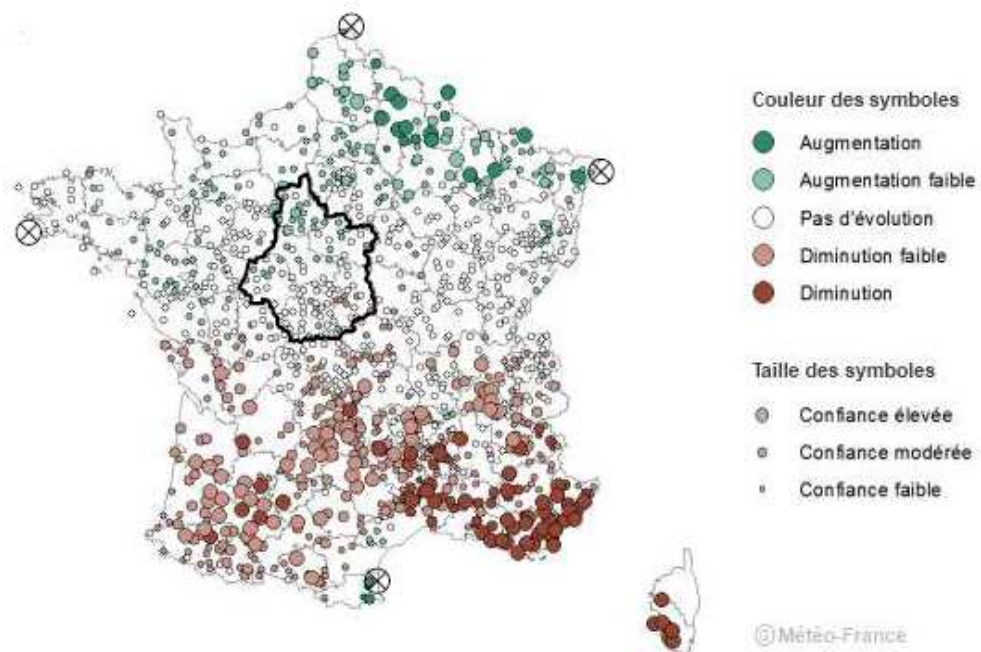 Couleur des symboles
Augmentation
Augmentation faible
Pas d'évolution
Diminution faible
Diminution
Taille des symboles
Confiance élevée
Confiance modérée
Confiance faible
Météo-France